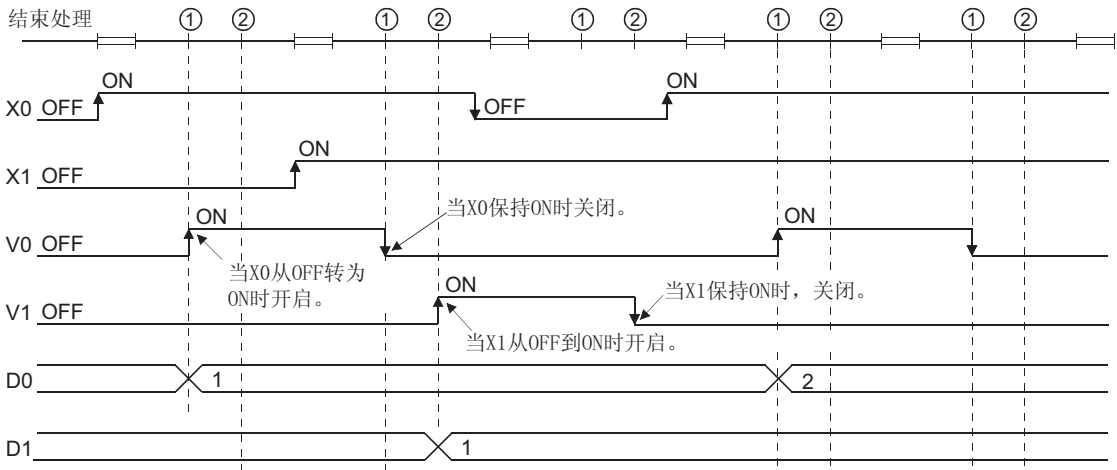 结束处理 ① ② ① ② ① ② ① ② ① ②
ON
ON
X0 OFF
OFF
ON
X1 OFF
ON
ON
V0 OFF
当X0保持ON时关闭。
当X0从OFF转为
ON时开启。
ON
当X1保持ON时，关闭。
V1 OFF
当X1从OFF到ON时开启。
D0
1
2
D1
1